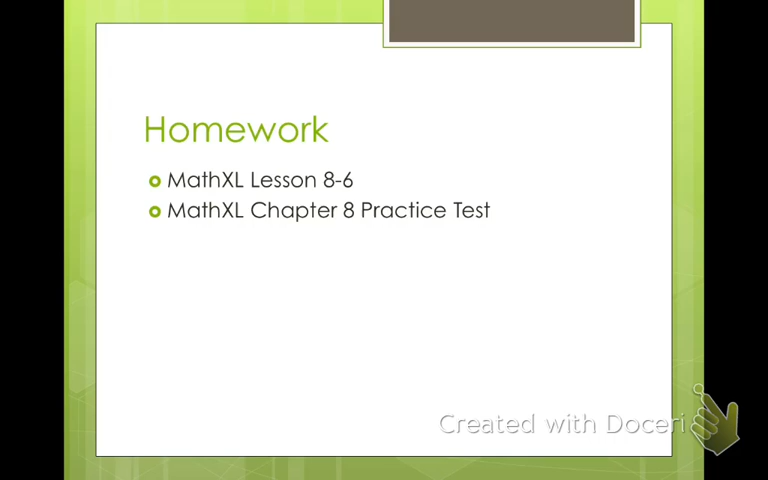 Homework
MathXL Lesson 8-6
MathXL Chapter 8 Practice Test
Created with Doceri